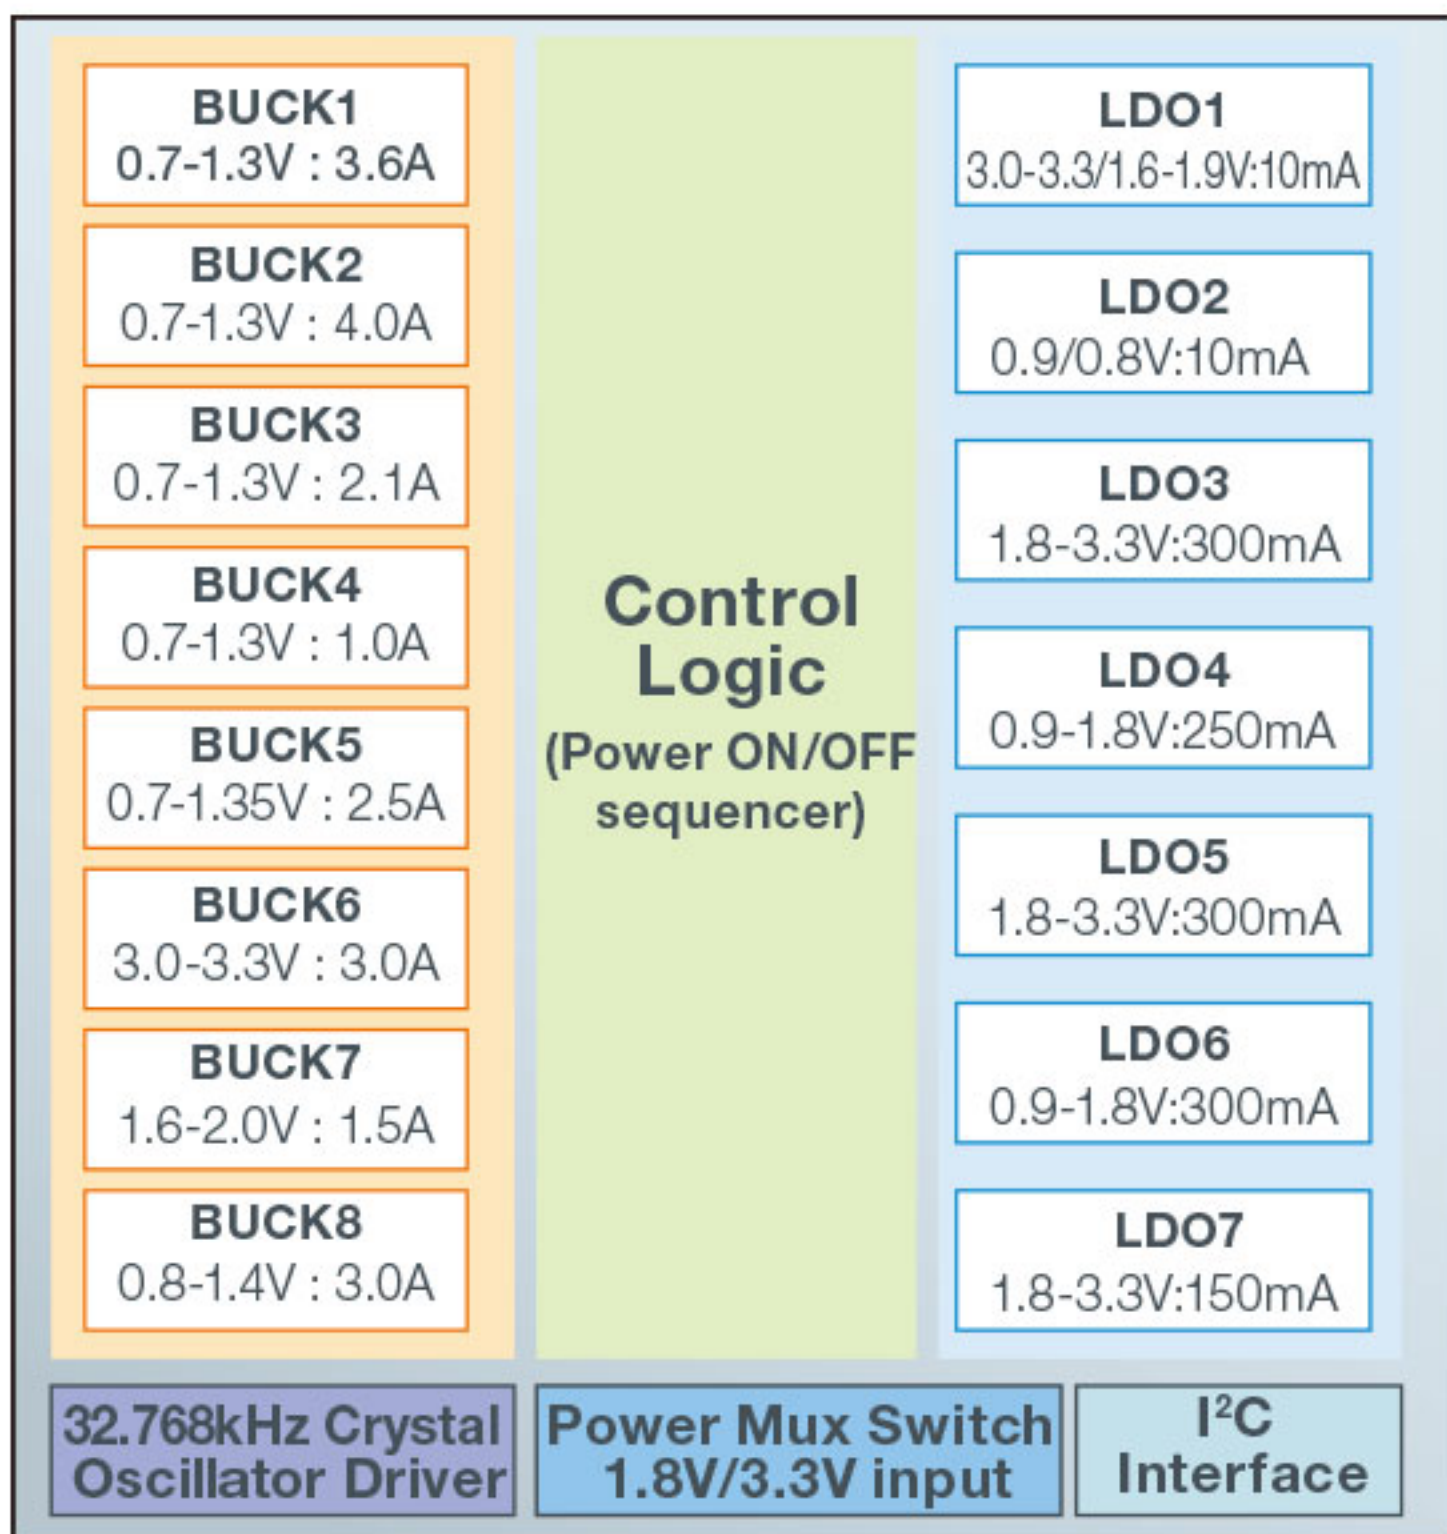 BUCK1
0.7-1.3V : 3.6A
BUCK2
0.7-1.3V : 4.0A
BUCK3
0.7-1.3V : 2.1A
BUCK4
0.7-1.3V : 1.0A
BUCK5
0.7-1.35V : 2.5A
BUCK6
3.0-3.3V : 3.0A
BUCK7
1.6-2.0V : 1.5A
BUCK8
0.8-1.4V : 3.0A
Control
Logic
(Power ON/OFF
sequencer)
LDO1
3.0-3.3/1.6-1.9V:10mA
LDO2
0.9/0.8V:10mA
LDO3
1.8-3.3V:300mA
LDO4
0.9-1.8V:250mA
LDO5
1.8-3.3V:300mA
LDO6
0.9-1.8V:300mA
LDO7
1.8-3.3V:150mA
32.768kHz Crystal
Oscillator Driver
Power Mux Switch
1.8V/3.3V input
I²C
Interface